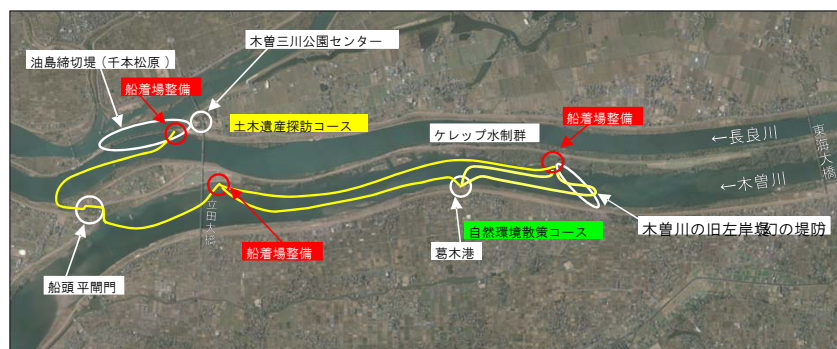 木曽三川公園センター
油島締切堤（千本松原 ）
船着場整備
土木遺産探訪コース
船着場整備
ケレップ水制群
←長良川
東海大橋
←木曽川
立田大橋
自然環境散策コース
木曽川の旧左岸堤
幻の堤防
船着場整備
葛木港
船頭 平閘門